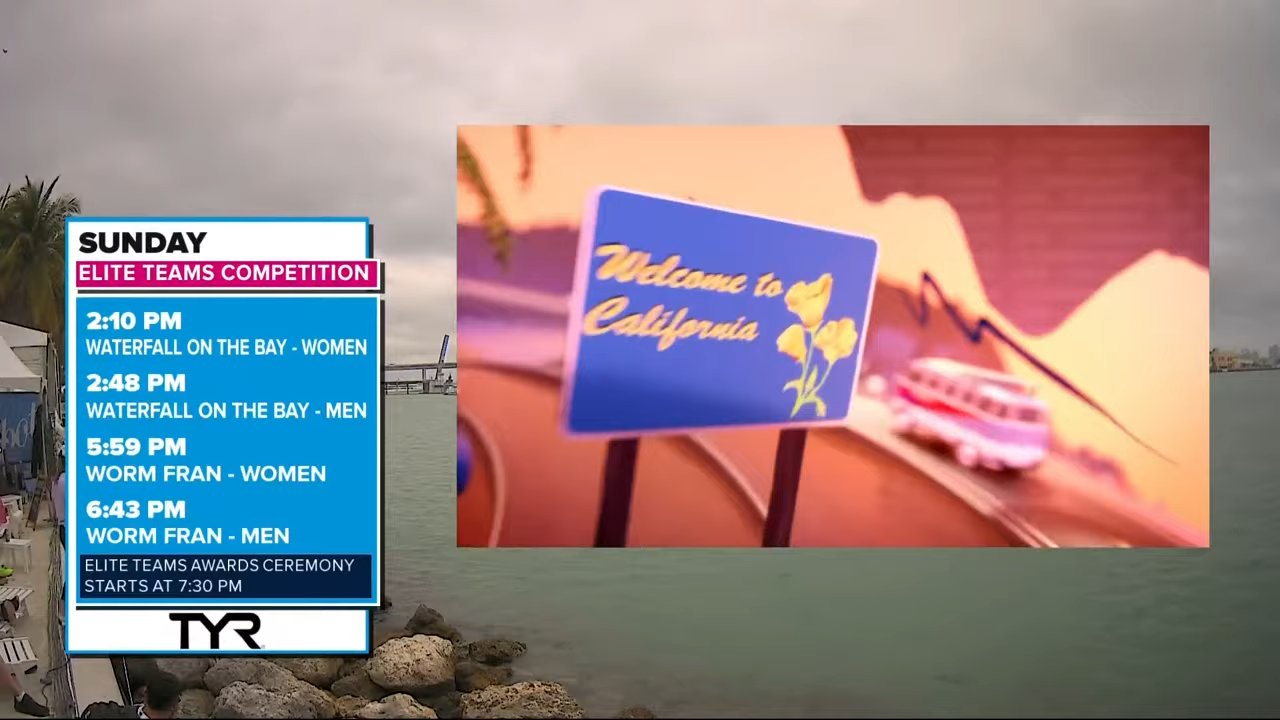 SUNDAY
ELITE TEAMS COMPETITION
2:10 PM
WATERFALL ON THE BAY - WOMEN
2:48 PM
WATERFALL ON THE BAY - MEN
5:59 PM
WORM FRAN - WOMEN
6:43 PM
WORM FRAN - MEN
ELITE TEAMS AWARDS CEREMONY
STARTS AT 7:30 PM
TYR
Welcome to
California